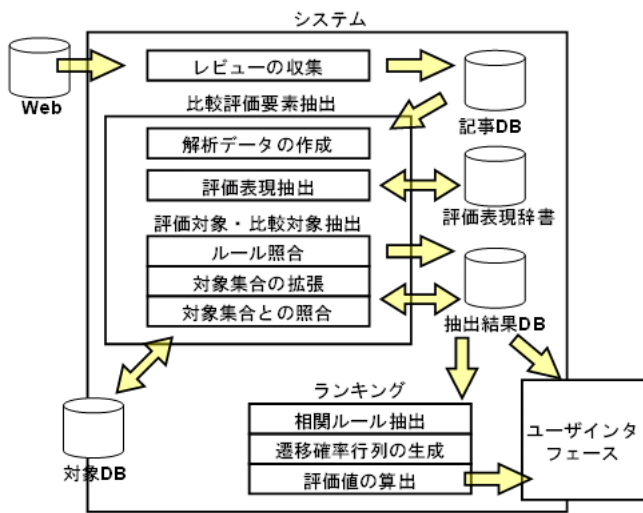 システム
レビューの収集
Web
比較評価要素抽出
記事DB
解析データの作成
評価表現抽出
評価表現辞書
評価対象・比較対象抽出
ルール照合
対象集合の拡張
対象集合との照合
抽出結果DB
ランキング
相関ルール抽出
遷移確率行列の生成
評価値の算出
対象DB
ユーザインタ
フェース